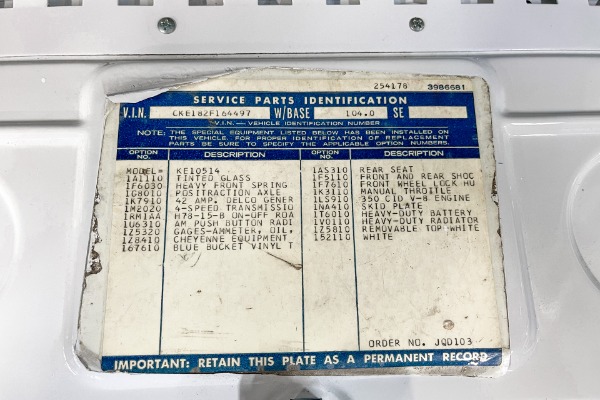 254178 3986681
SERVICE PARTS IDENTIFICATION
V.I.N. CKE182F164497 W/BASE 104.0 SE
V.I.N. — VEHICLE IDENTIFICATION NUMBER
NOTE: THE SPECIAL EQUIPMENT LISTED BELOW HAS BEEN INSTALLED ON
THIS VEHICLE. FOR PROPER IDENTIFICATION OF REPLACEMENT
PARTS BE SURE TO SPECIFY THE APPLICABLE OPTION NUMBERS.
OPTION NO. DESCRIPTION OPTION NO. DESCRIPTION
MODEL= KE10514 1AS310 REAR SEAT
1A1110 TINTED GLASS 1F5110 FRONT AND REAR SHOC
1F6030 HEAVY FRONT SPRING 1F7610 FRONT WHEEL LOCK HU
1G8011 POSITRACTION AXLE 1K3110 MANUAL THROTTLE
1K7910 42 AMP. DELCO GENER 1LS910 350 CID V-8 ENGINE
1M2020 4-SPEED TRANSMISSIO 1NA410 SKID PLATE
1RM1AA H78-15-B ON-OFF ROA 1T6010 HEAVY-DUTY BATTERY
1U6310 AM PUSH BUTTON RADI 1V0110 HEAVY-DUTY RADIATOR
1Z5320 GAGES-AMMETER, OIL, 1Z5810 REMOVABLE TOP-WHITE
1Z8410 CHEYENNE EQUIPMENT 152110 WHITE
167610 BLUE BUCKET VINYL T
ORDER NO. JQD103
IMPORTANT: RETAIN THIS PLATE AS A PERMANENT RECORD